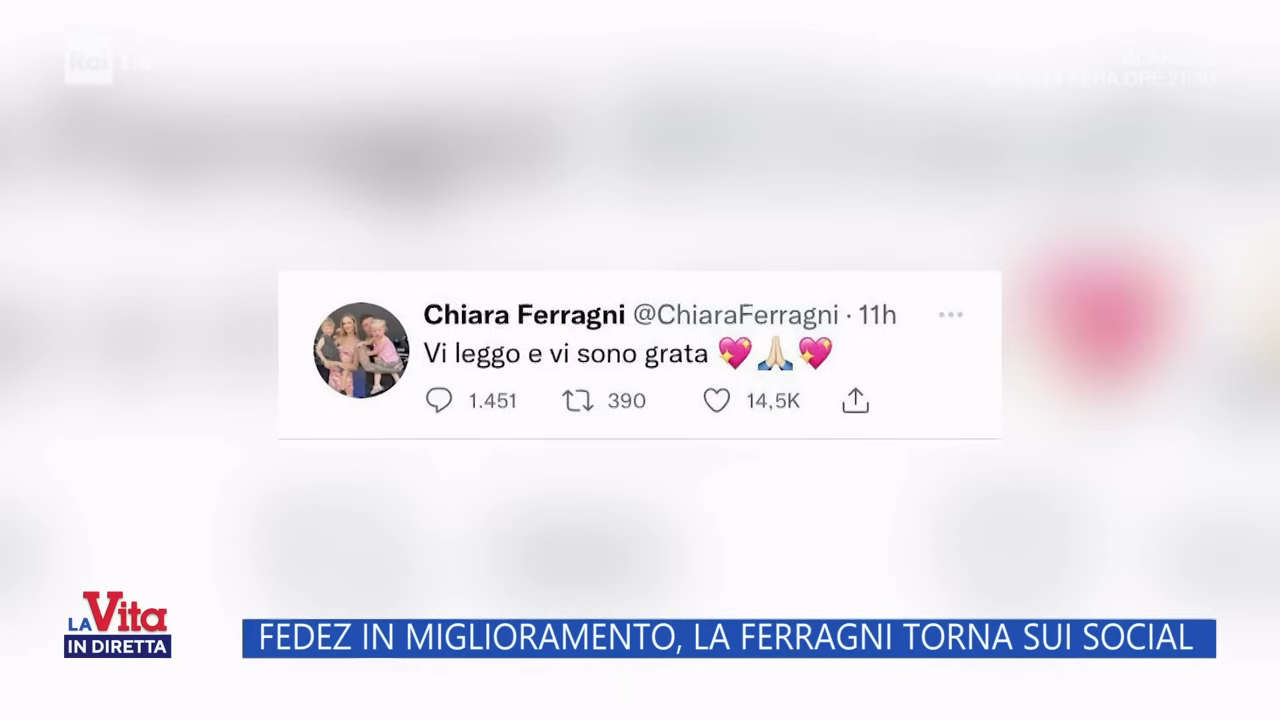 Rai
Chiara Ferragni @ChiaraFerragni · 11h
Vi leggo e vi sono grata 💖🙏🏻💖
1.451 390 14,5K
LA Vita
IN DIRETTA
FEDEZ IN MIGLIORAMENTO, LA FERRAGNI TORNA SUI SOCIAL